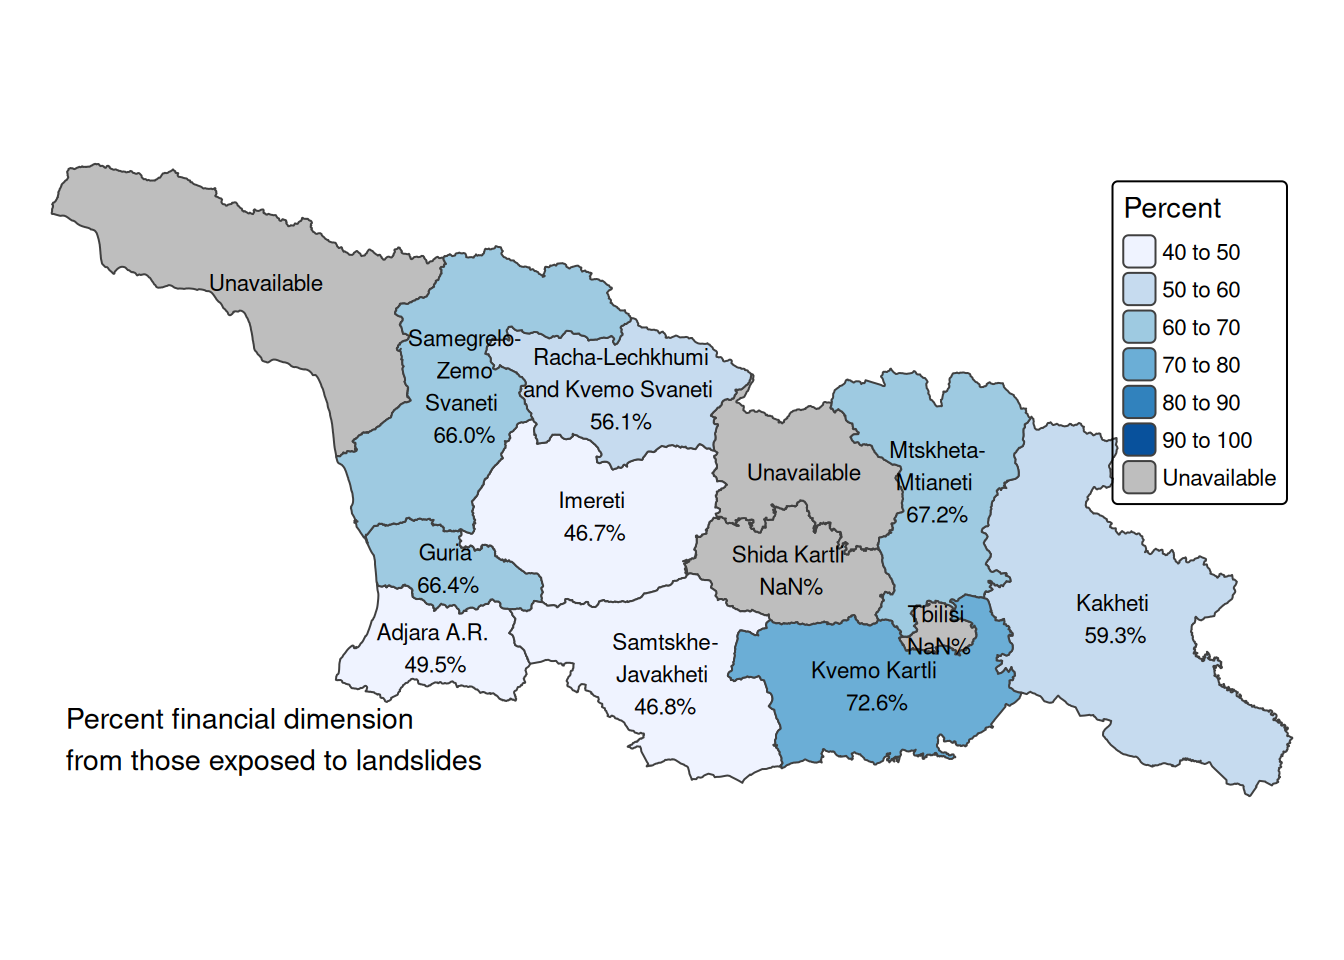 Unavailable
Samegrelo-
Zemo
Svaneti
66.0%
Racha-Lechkhumi
and Kvemo Svaneti
56.1%
Imereti
46.7%
Guria
66.4%
Adjara A.R.
49.5%
Samtskhe-
Javakheti
46.8%
Unavailable
Shida Kartli
NaN%
Mtskheta-
Mtianeti
67.2%
Tbilisi
NaN%
Kvemo Kartli
72.6%
Kakheti
59.3%
Percent
40 to 50
50 to 60
60 to 70
70 to 80
80 to 90
90 to 100
Unavailable
Percent financial dimension
from those exposed to landslides